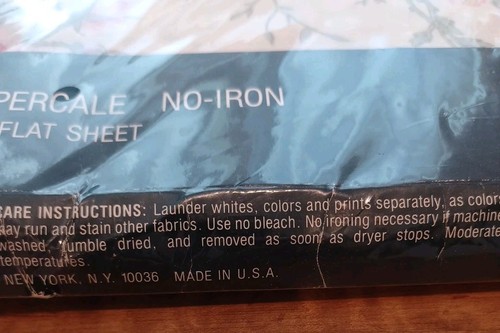 PERCALE NO-IRON
FLAT SHEET
CARE INSTRUCTIONS: Launder whites, colors and prints separately, as colors
may run and stain other fabrics. Use no bleach. No ironing necessary if machine
washed, tumble dried, and removed as soon as dryer stops. Moderate
temperatures.
NEW YORK, N.Y. 10036 MADE IN U.S.A.